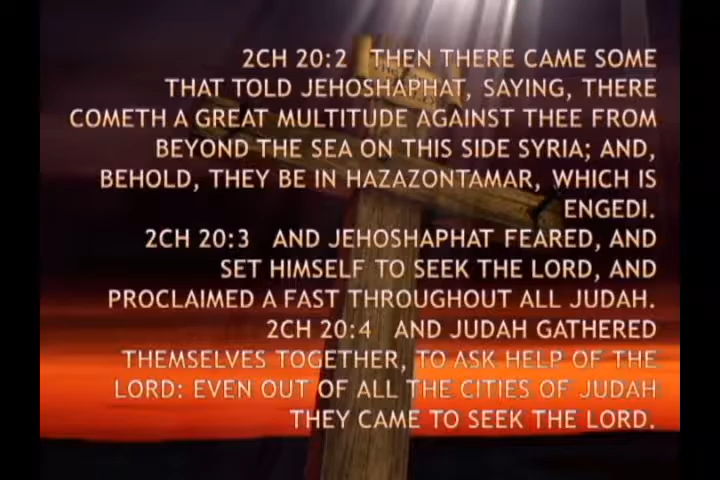 2CH 20:2 THEN THERE CAME SOME
THAT TOLD JEHOSHAPHAT, SAYING, THERE
COMETH A GREAT MULTITUDE AGAINST THEE FROM
BEYOND THE SEA ON THIS SIDE SYRIA; AND,
BEHOLD, THEY BE IN HAZAZONTAMAR, WHICH IS
ENGEDI.
2CH 20:3 AND JEHOSHAPHAT FEARED, AND
SET HIMSELF TO SEEK THE LORD, AND
PROCLAIMED A FAST THROUGHOUT ALL JUDAH.
2CH 20:4 AND JUDAH GATHERED
THEMSELVES TOGETHER, TO ASK HELP OF THE
LORD: EVEN OUT OF ALL THE CITIES OF JUDAH
THEY CAME TO SEEK THE LORD.